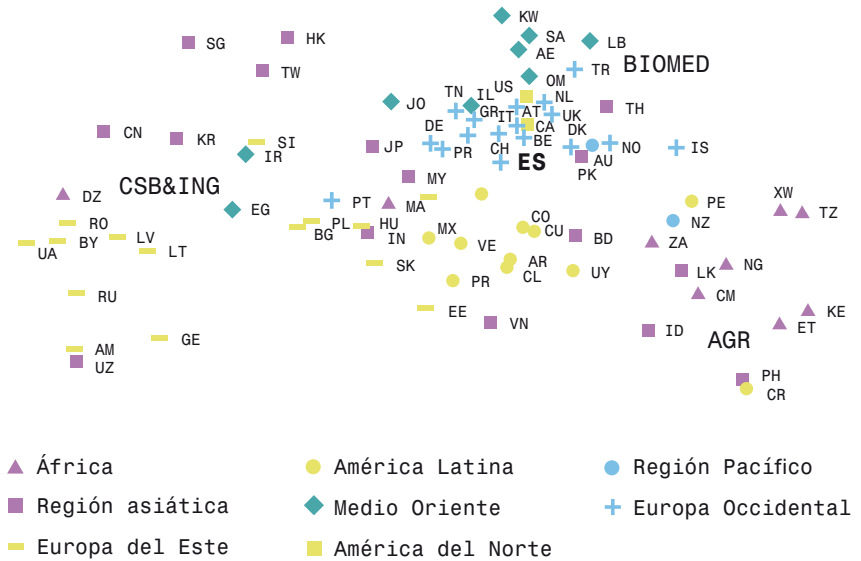 KW
SG
HK
SA
LB
AE
BIOMED
TW
TR
OM
US
TN
IL
NL
JO
GR
IT
AT
TH
UK
CN
KR
SI
DE
CA
DK
JP
PR
CH
BE
NO
IS
IR
ES
AU
PK
MY
CSB&ING
DZ
PT
MA
PE
XW
TZ
EG
RO
PL
HU
CO
NZ
LV
BG
IN
MX
CU
BD
ZA
UA
BY
LT
VE
SK
AR
NG
CL
UY
LK
PR
RU
CM
EE
KE
VN
ID
ET
GE
AGR
AM
UZ
PH
CR
África
América Latina
Región Pacífico
Región asiática
Medio Oriente
Europa Occidental
Europa del Este
América del Norte